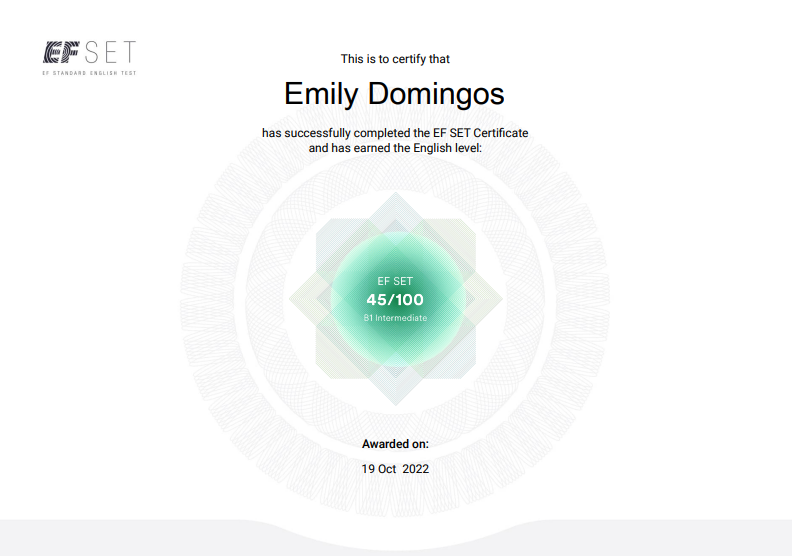 EF SET
EF STANDARD ENGLISH TEST
This is to certify that
Emily Domingos
has successfully completed the EF SET Certificate
and has earned the English level:
EF SET
45/100
B1 Intermediate
Awarded on:
19 Oct 2022